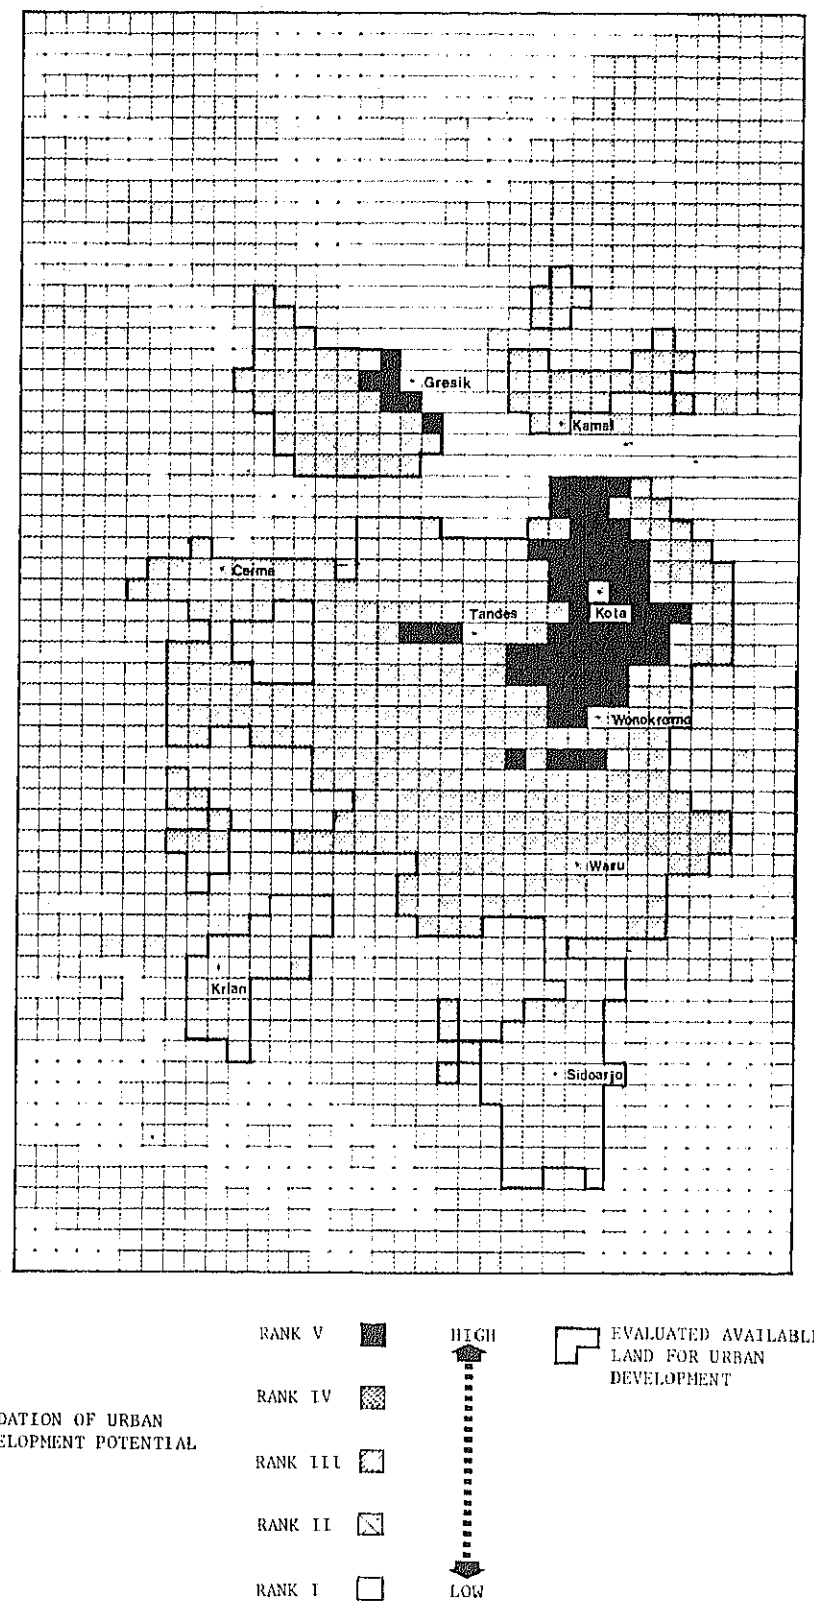 Gresik
Kamal
Cerme
Tandes
Kota
Wonokromo
Waru
Krian
Sidoarjo
RANK V
HIGH
EVALUATED AVAILABLE
LAND FOR URBAN
DEVELOPMENT
RANK IV
DATION OF URBAN
ELOPMENT POTENTIAL
RANK III
RANK II
RANK I
LOW